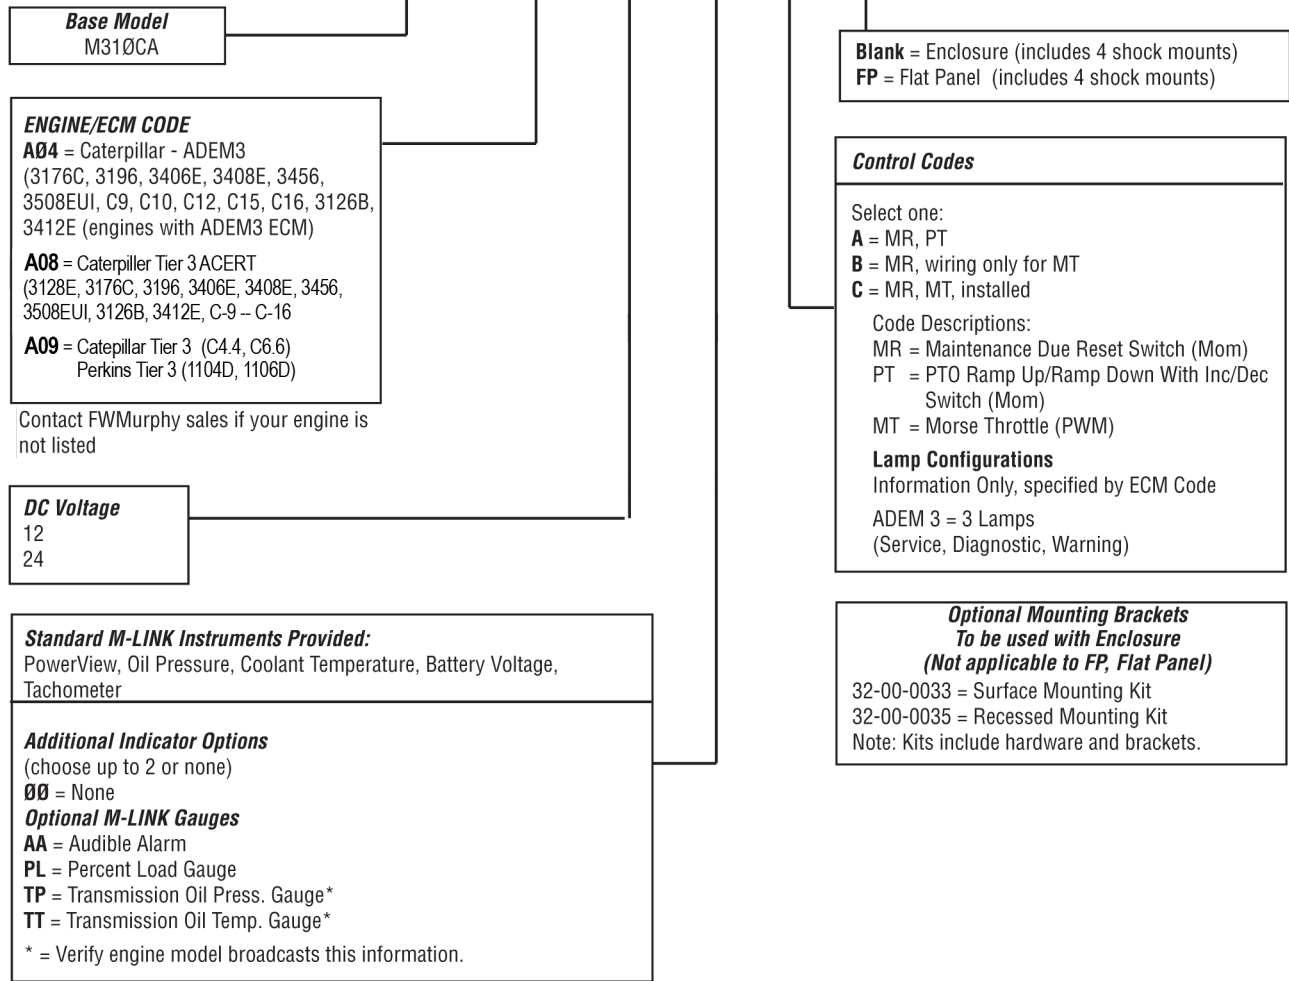 Base Model
M31ØCA
ENGINE/ECM CODE
AØ4 = Caterpillar - ADEM3
(3176C, 3196, 3406E, 3408E, 3456,
3508EUI, C9, C10, C12, C15, C16, 3126B,
3412E (engines with ADEM3 ECM)
A08 = Caterpiller Tier 3 ACERT
(3128E, 3176C, 3196, 3406E, 3408E, 3456,
3508EUI, 3126B, 3412E, C-9 -- C-16
A09 = Catepillar Tier 3 (C4.4, C6.6)
Perkins Tier 3 (1104D, 1106D)
Contact FWMurphy sales if your engine is
not listed
DC Voltage
12
24
Standard M-LINK Instruments Provided:
PowerView, Oil Pressure, Coolant Temperature, Battery Voltage,
Tachometer
Additional Indicator Options
(choose up to 2 or none)
ØØ = None
Optional M-LINK Gauges
AA = Audible Alarm
PL = Percent Load Gauge
TP = Transmission Oil Press. Gauge*
TT = Transmission Oil Temp. Gauge*
* = Verify engine model broadcasts this information.
Blank = Enclosure (includes 4 shock mounts)
FP = Flat Panel (includes 4 shock mounts)
Control Codes
Select one:
A = MR, PT
B = MR, wiring only for MT
C = MR, MT, installed
Code Descriptions:
MR = Maintenance Due Reset Switch (Mom)
PT = PTO Ramp Up/Ramp Down With Inc/Dec
Switch (Mom)
MT = Morse Throttle (PWM)
Lamp Configurations
Information Only, specified by ECM Code
ADEM 3 = 3 Lamps
(Service, Diagnostic, Warning)
Optional Mounting Brackets
To be used with Enclosure
(Not applicable to FP, Flat Panel)
32-00-0033 = Surface Mounting Kit
32-00-0035 = Recessed Mounting Kit
Note: Kits include hardware and brackets.